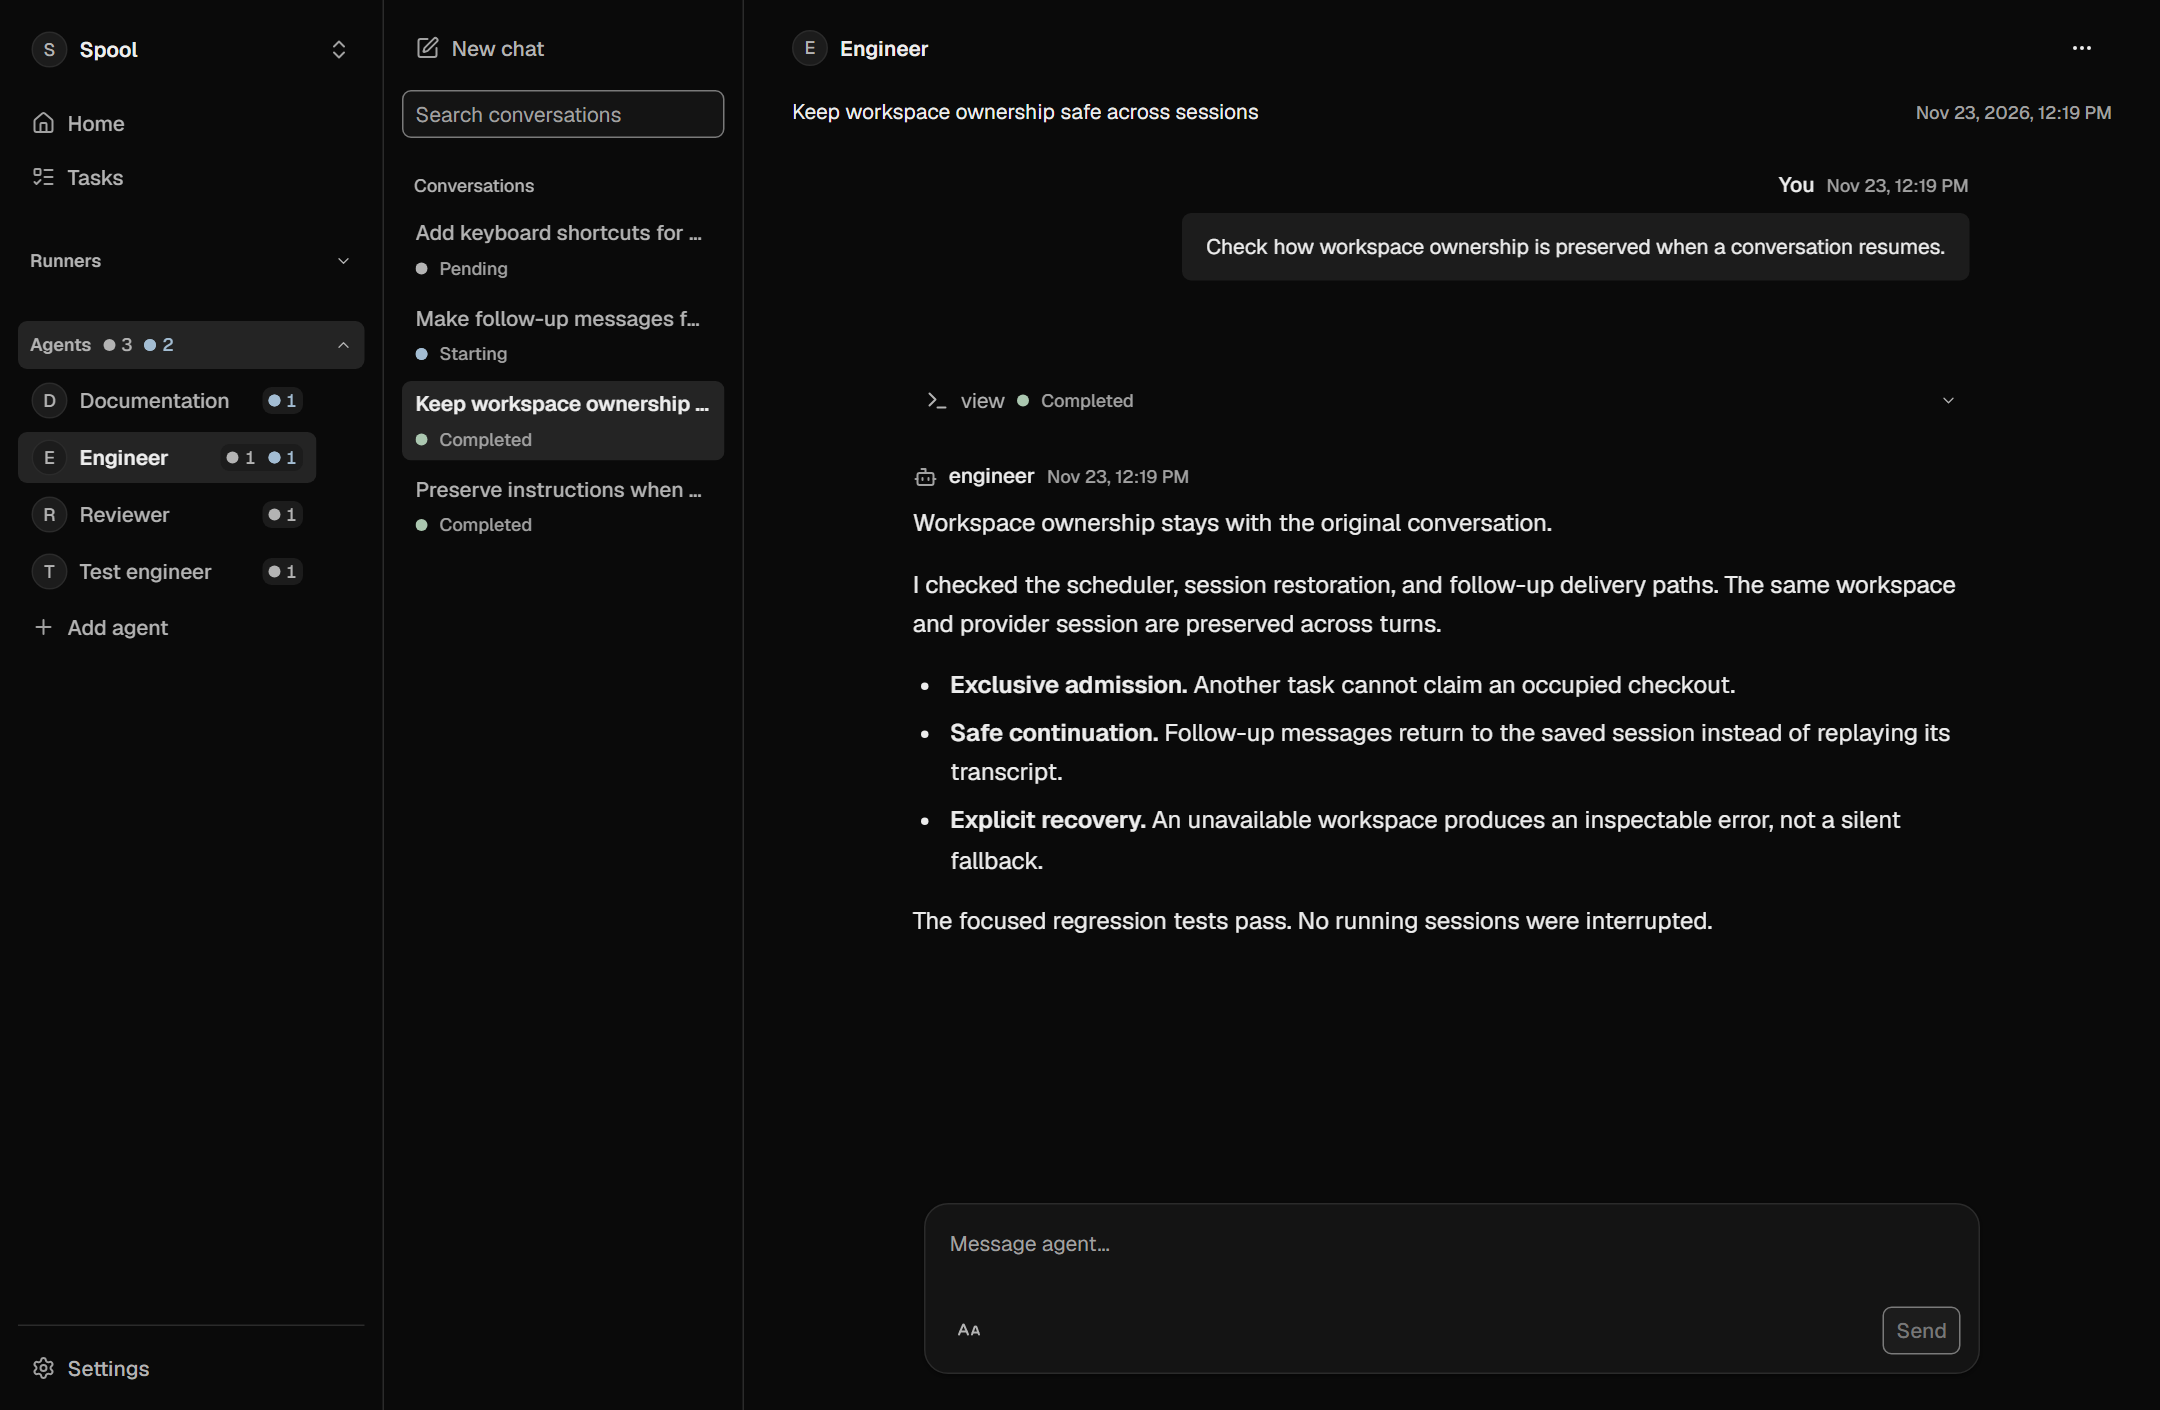 S Spool
Home
Tasks
Runners
Agents 3 2
D Documentation 1
E Engineer 1 1
R Reviewer 1
T Test engineer 1
Add agent
Settings
New chat
Search conversations
Conversations
Add keyboard shortcuts for ...
Pending
Make follow-up messages f...
Starting
Keep workspace ownership ...
Completed
Preserve instructions when ...
Completed
E Engineer
Keep workspace ownership safe across sessions
Nov 23, 2026, 12:19 PM
You Nov 23, 12:19 PM
Check how workspace ownership is preserved when a conversation resumes.
view Completed
engineer Nov 23, 12:19 PM
Workspace ownership stays with the original conversation.
I checked the scheduler, session restoration, and follow-up delivery paths. The same workspace
and provider session are preserved across turns.
• Exclusive admission. Another task cannot claim an occupied checkout.
• Safe continuation. Follow-up messages return to the saved session instead of replaying its
transcript.
• Explicit recovery. An unavailable workspace produces an inspectable error, not a silent
fallback.
The focused regression tests pass. No running sessions were interrupted.
Message agent...
AA
Send